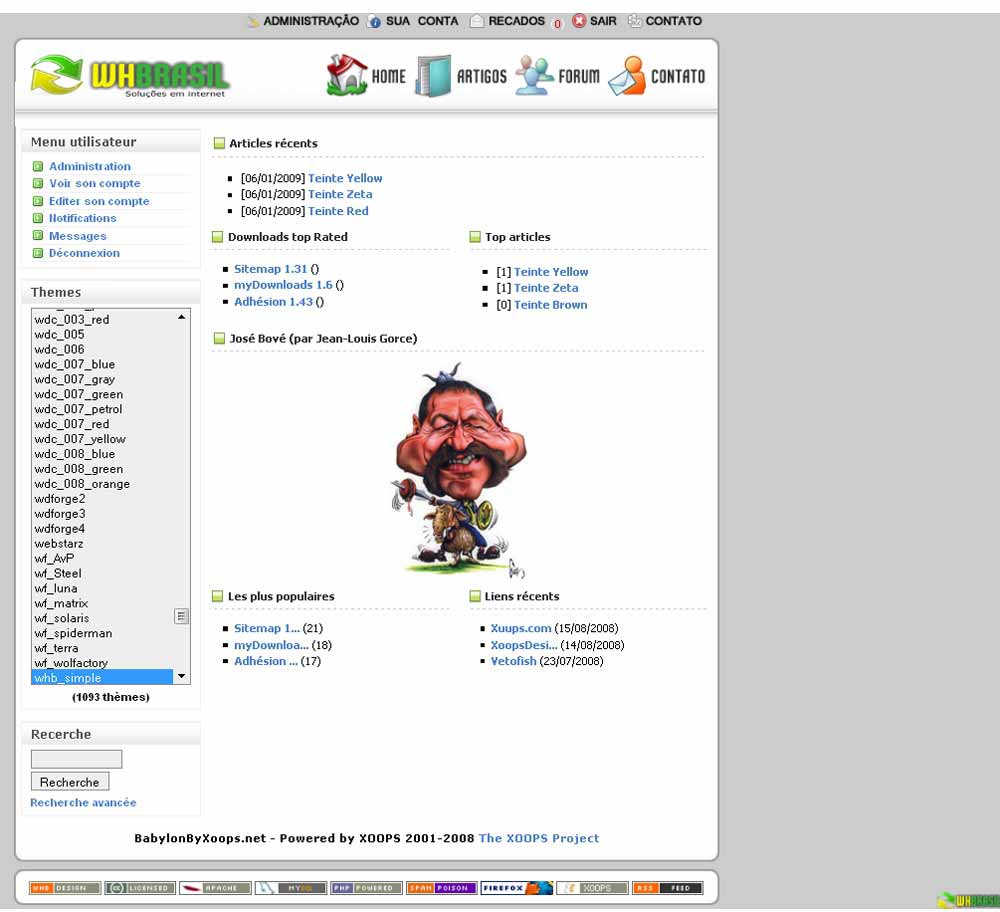 ADMINISTRAÇÃO SUA CONTA RECADOS 0 SAIR CONTATO
WHBRASIL
Soluções em Internet
HOME ARTIGOS FORUM CONTATO
Menu utilisateur
Administration
Voir son compte
Editer son compte
Notifications
Messages
Déconnexion
Themes
wdc_003_red
wdc_005
wdc_006
wdc_007_blue
wdc_007_gray
wdc_007_green
wdc_007_petrol
wdc_007_red
wdc_007_yellow
wdc_008_blue
wdc_008_green
wdc_008_orange
wdforge2
wdforge3
wdforge4
webstarz
wf_AvP
wf_Steel
wf_luna
wf_matrix
wf_solaris
wf_spiderman
wf_terra
wf_wolfactory
whb_simple
(1093 thèmes)
Recerche
Recherche
Recherche avancée
Articles récents
[06/01/2009] Teinte Yellow
[06/01/2009] Teinte Zeta
[06/01/2009] Teinte Red
Downloads top Rated
Sitemap 1.31 ()
myDownloads 1.6 ()
Adhésion 1.43 ()
Top articles
[1] Teinte Yellow
[1] Teinte Zeta
[0] Teinte Brown
José Bové (par Jean-Louis Gorce)
Les plus populaires
Sitemap 1... (21)
myDownloa... (18)
Adhésion ... (17)
Liens récents
Xuups.com (15/08/2008)
XoopsDesi... (14/08/2008)
Vetofish (23/07/2008)
BabylonByXoops.net - Powered by XOOPS 2001-2008 The XOOPS Project
WHB DESIGN CC LICENSED APACHE MYSQL PHP POWERED SPAM POISON FIREFOX XOOPS RSS FEED
WHBRASIL